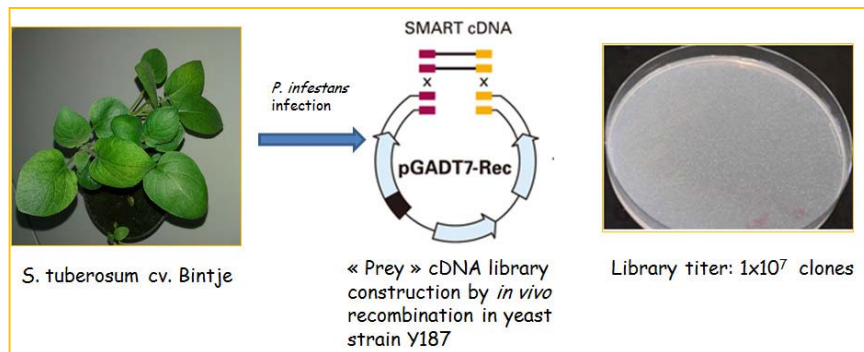 SMART cDNA
x x
P. infestans
infection
pGADT7-Rec
S. tuberosum cv. Bintje
« Prey » cDNA library
construction by in vivo
recombination in yeast
strain Y187
Library titer: 1x10⁷ clones